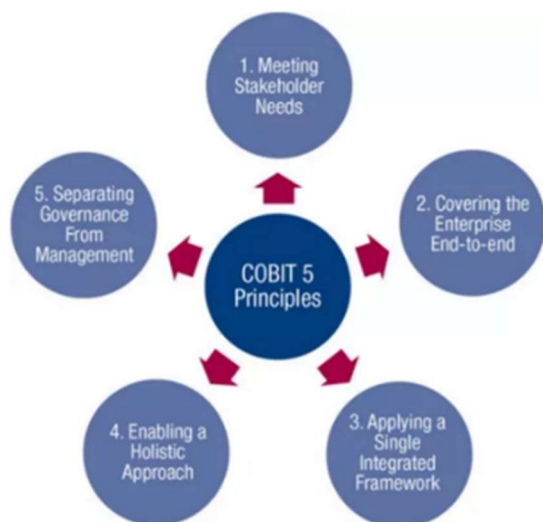 1. Meeting
Stakeholder
Needs
2. Covering the
Enterprise
End-to-end
3. Applying a
Single
Integrated
Framework
4. Enabling a
Holistic
Approach
5. Separating
Governance
From
Management
COBIT 5
Principles